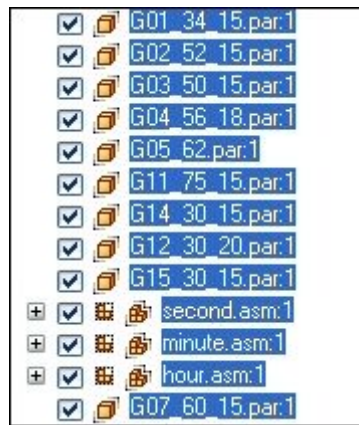 G01_34_15.par:1
G02_52_15.par:1
G03_50_15.par:1
G04_56_18.par:1
G05_62.par:1
G11_75_15.par:1
G14_30_15.par:1
G12_30_20.par:1
G15_30_15.par:1
second.asm:1
minute.asm:1
hour.asm:1
G07_60_15.par:1